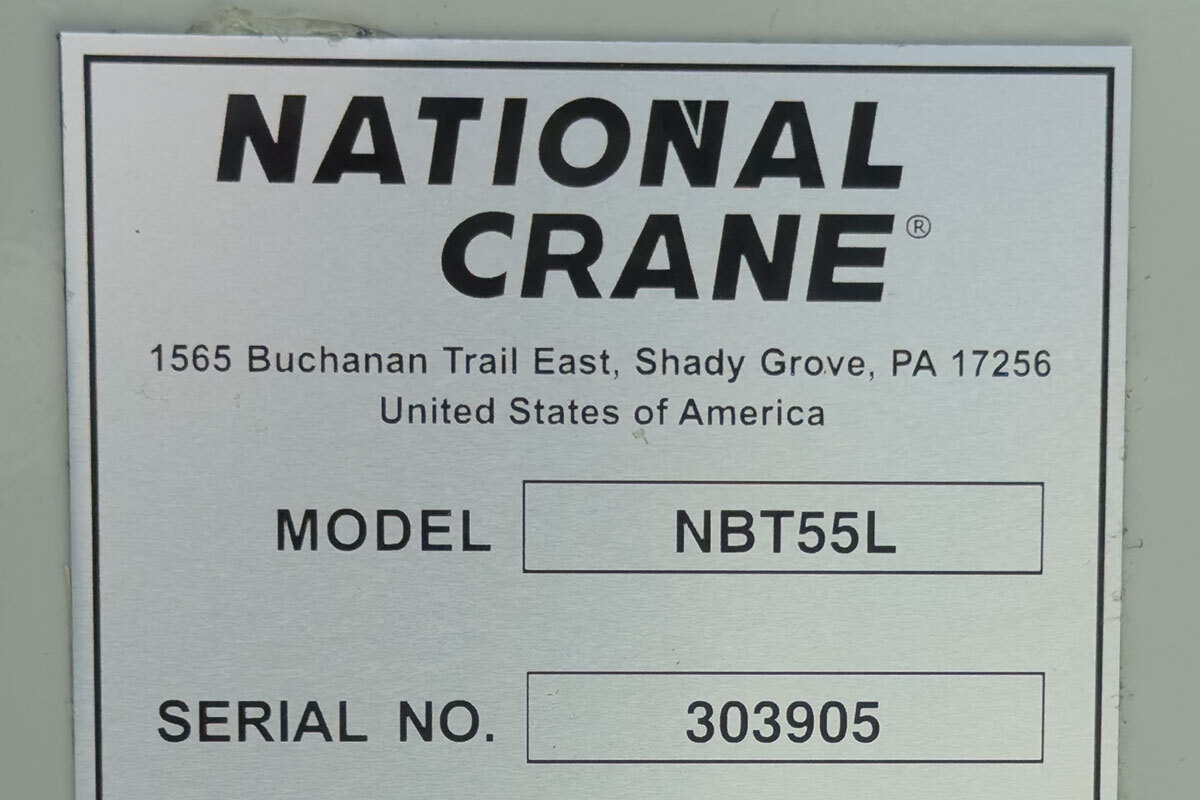 NATIONAL
CRANE®
1565 Buchanan Trail East, Shady Grove, PA 17256
United States of America
MODEL NBT55L
SERIAL NO. 303905